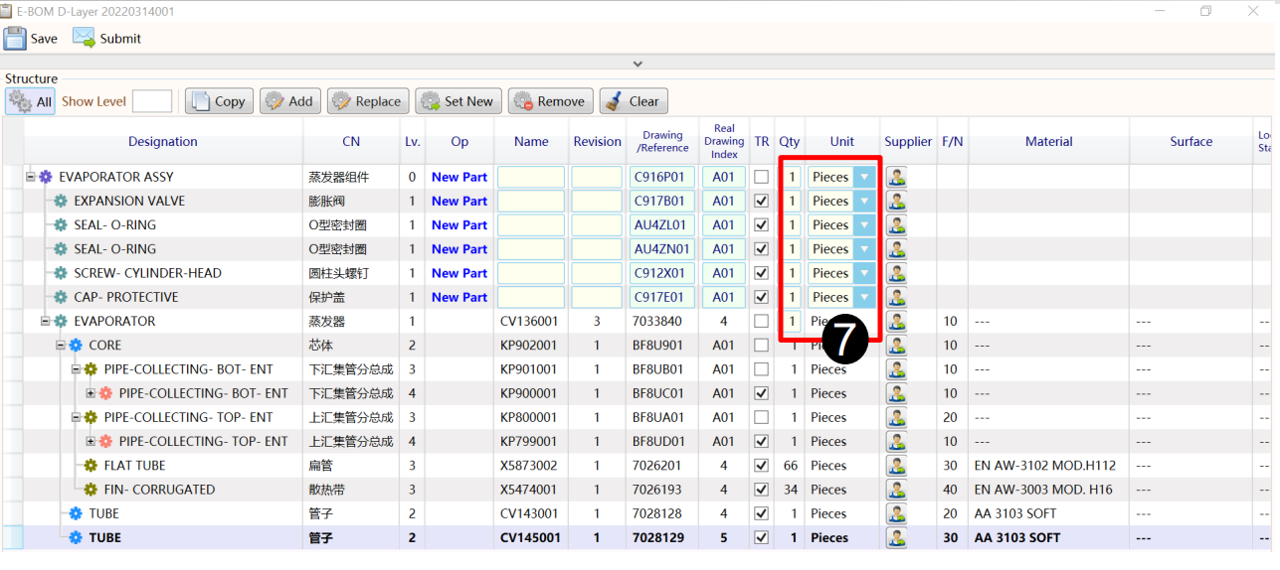 E-BOM D-Layer 20220314001
Save Submit
Structure
All Show Level Copy Add Replace Set New Remove Clear
Designation CN Lv. Op Name Revision Drawing /Reference Real Drawing Index TR Qty Unit Supplier F/N Material Surface
EVAPORATOR ASSY 蒸发器组件 0 New Part C916P01 A01 1 Pieces
EXPANSION VALVE 膨胀阀 1 New Part C917B01 A01 1 Pieces
SEAL- O-RING O型密封圈 1 New Part AU4ZL01 A01 1 Pieces
SEAL- O-RING O型密封圈 1 New Part AU4ZN01 A01 1 Pieces
SCREW- CYLINDER-HEAD 圆柱头螺钉 1 New Part C912X01 A01 1 Pieces
CAP- PROTECTIVE 保护盖 1 New Part C917E01 A01 1 Pieces
EVAPORATOR 蒸发器 1 CV136001 3 7033840 4 1 10 ---  --- --
7
CORE 芯体 2 KP902001 1 BF8U901 A01 1 10 --- --- --
PIPE-COLLECTING- BOT- ENT 下汇集管分总成 3 KP901001 1 BF8UB01 A01 1 Pieces 10 --- --- --
PIPE-COLLECTING- BOT- ENT 下汇集管分总成 4 KP900001 1 BF8UC01 A01 1 Pieces 10 --- --- --
PIPE-COLLECTING- TOP- ENT 上汇集管分总成 3 KP800001 1 BF8UA01 A01 1 Pieces 20 --- --- --
PIPE-COLLECTING- TOP- ENT 上汇集管分总成 4 KP799001 1 BF8UD01 A01 1 Pieces 10 --- --- --
FLAT TUBE 扁管 3 X5873002 1 7026201 4 66 Pieces 30 EN AW-3102 MOD.H112 --- --
FIN- CORRUGATED 散热带 3 X5474001 1 7026193 4 34 Pieces 40 EN AW-3003 MOD. H16 --- --
TUBE 管子 2 CV143001 1 7028128 4 1 Pieces 20 AA 3103 SOFT --- --
TUBE 管子 2 CV145001 1 7028129 5 1 Pieces 30 AA 3103 SOFT --- --